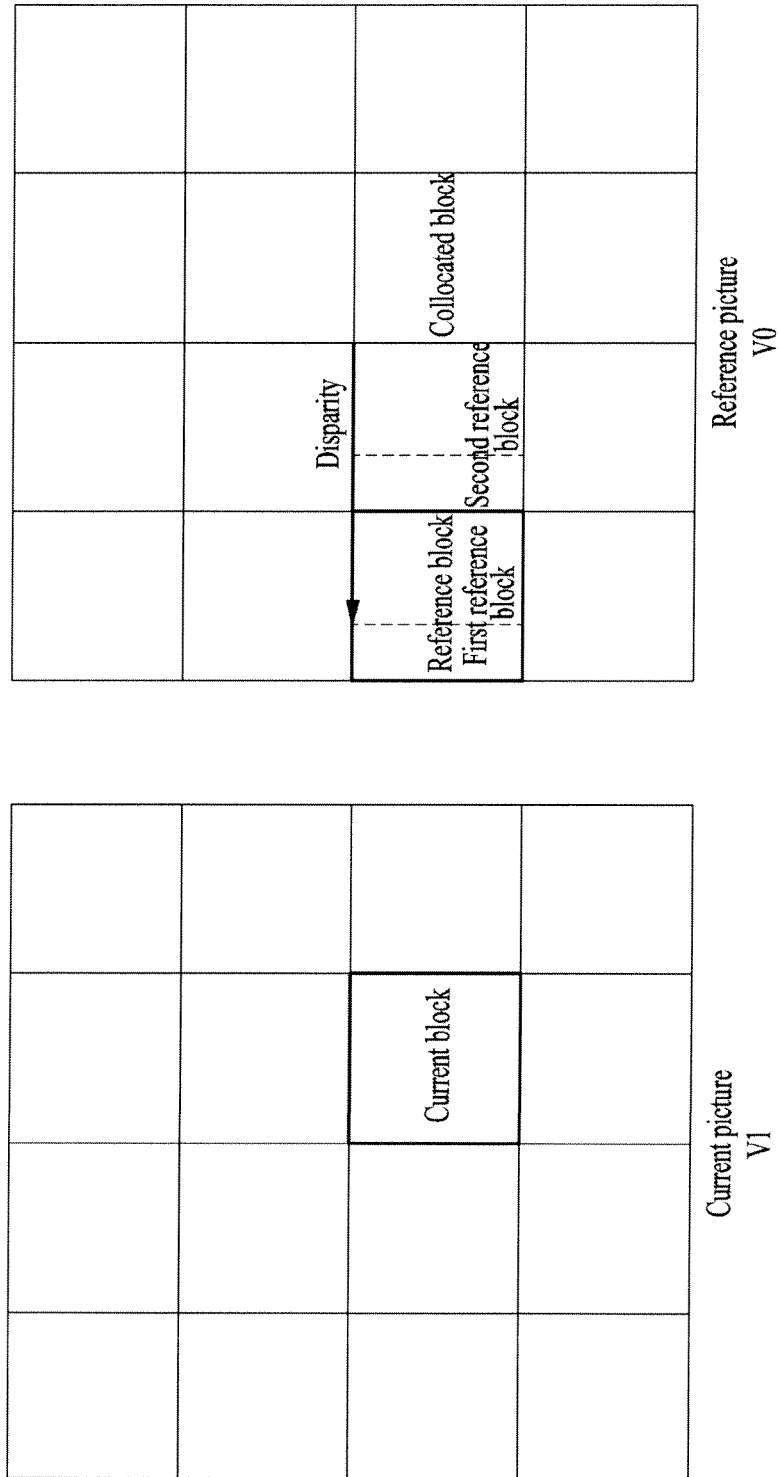 Current block
Current picture
V1
Disparity
Reference block
First reference
block
Second reference
block
Collocated block
Reference picture
V0